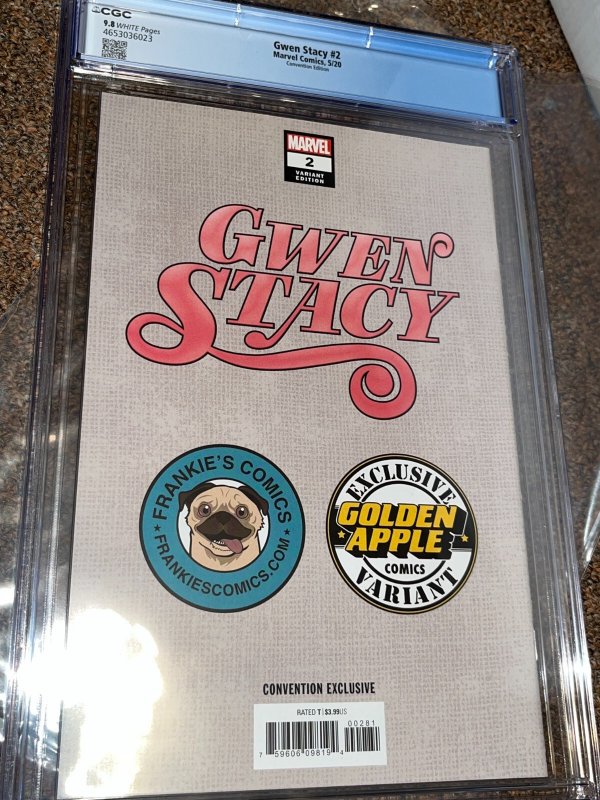 CGC
9.8 WHITE Pages
4653036023
Gwen Stacy #2
Marvel Comics, 5/20
Convention Edition
MARVEL
2
VARIANT
EDITION
GWEN
STACY
FRANKIE'S COMICS
FRANKIESCOMICS.COM
EXCLUSIVE
GOLDEN
APPLE
COMICS
VARIANT
CONVENTION EXCLUSIVE
RATED T $3.99US
00281
7 59606 09819 4